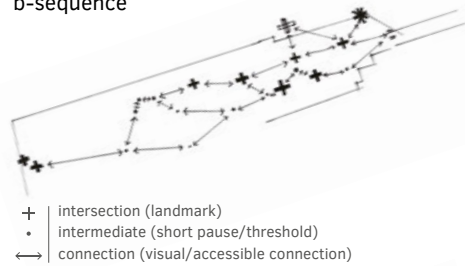 b-sequence
intersection (landmark)
intermediate (short pause/threshold)
connection (visual/accessible connection)